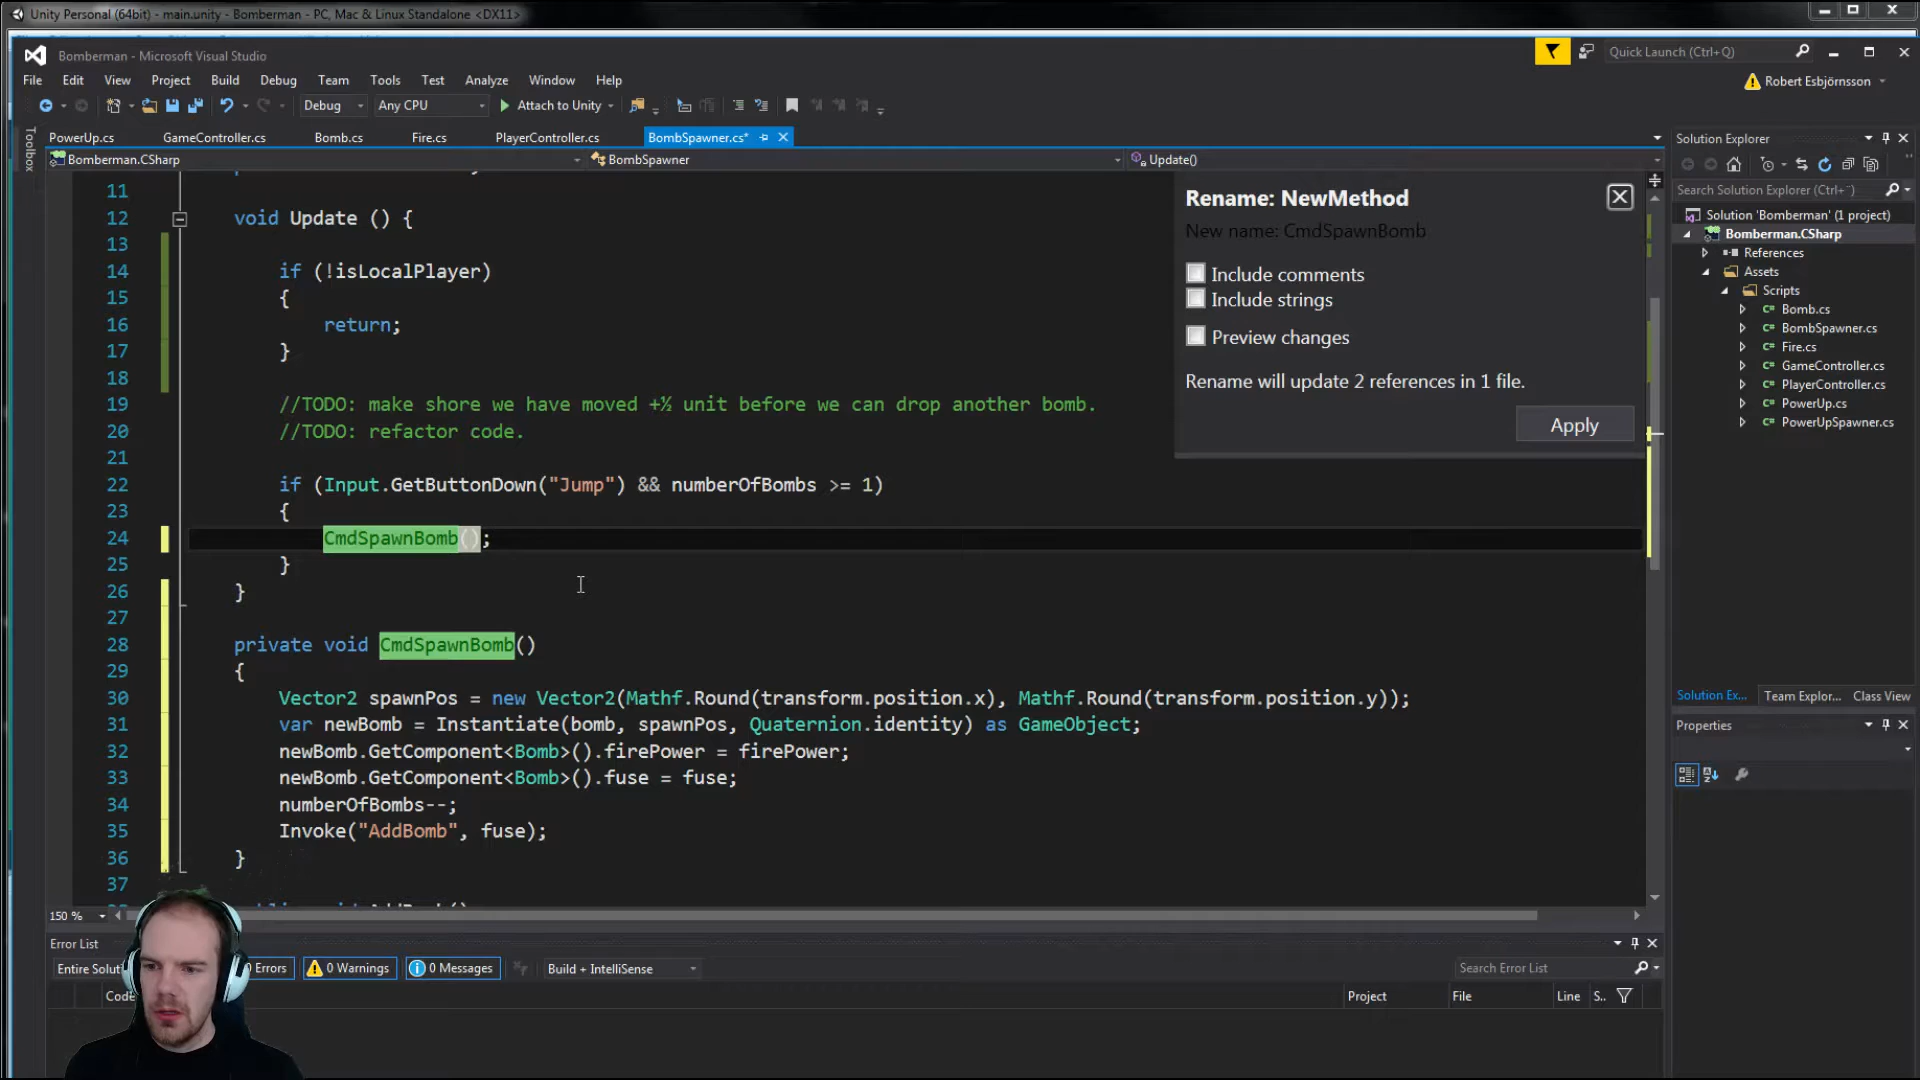 Unity Personal (64bit) - main.unity - Bomberman - PC, Mac & Linux Standalone <DX11>
Bomberman - Microsoft Visual Studio
Quick Launch (Ctrl+Q)
File Edit View Project Build Debug Team Tools Test Analyze Window Help
Robert Esbjörnsson
Debug Any CPU Attach to Unity
Toolbox
PowerUp.cs GameController.cs Bomb.cs Fire.cs PlayerController.cs BombSpawner.cs*
Bomberman.CSharp BombSpawner Update()
11
12 void Update () {
13
14 if (!isLocalPlayer)
15 {
16 return;
17 }
18
19 //TODO: make shore we have moved +½ unit before we can drop another bomb.
20 //TODO: refactor code.
21
22 if (Input.GetButtonDown("Jump") && numberOfBombs >= 1)
23 {
24 CmdSpawnBomb();
25 }
26 }
27
28 private void CmdSpawnBomb()
29 {
30 Vector2 spawnPos = new Vector2(Mathf.Round(transform.position.x), Mathf.Round(transform.position.y));
31 var newBomb = Instantiate(bomb, spawnPos, Quaternion.identity) as GameObject;
32 newBomb.GetComponent<Bomb>().firePower = firePower;
33 newBomb.GetComponent<Bomb>().fuse = fuse;
34 numberOfBombs--;
35 Invoke("AddBomb", fuse);
36 }
37
Rename: NewMethod
New name: CmdSpawnBomb
Include comments
Include strings
Preview changes
Rename will update 2 references in 1 file.
Apply
150 %
Error List
Entire Solut 0 Errors 0 Warnings 0 Messages Build + IntelliSense Search Error List
Code Project File Line S..
Solution Explorer
Search Solution Explorer (Ctrl+¨)
Solution 'Bomberman' (1 project)
Bomberman.CSharp
References
Assets
Scripts
Bomb.cs
BombSpawner.cs
Fire.cs
GameController.cs
PlayerController.cs
PowerUp.cs
PowerUpSpawner.cs
Solution Ex... Team Explor... Class View
Properties